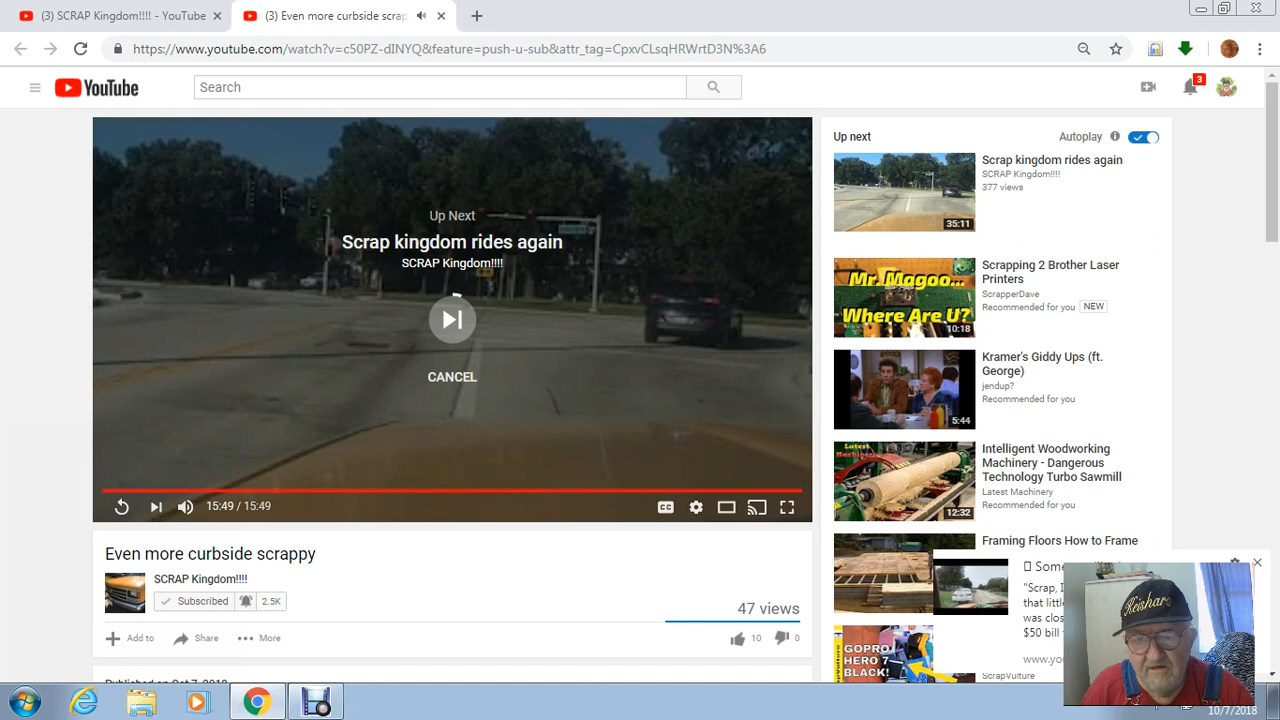 (3) SCRAP Kingdom!!!! - YouTube
(3) Even more curbside scrap
https://www.youtube.com/watch?v=c50PZ-dINYQ&feature=push-u-sub&attr_tag=CpxvCLsqHRWrtD3N%3A6
YouTube
Search
3
Up Next
Scrap kingdom rides again
SCRAP Kingdom!!!!
CANCEL
15:49 / 15:49
Even more curbside scrappy
SCRAP Kingdom!!!!
Subscribed 2.5K
47 views
Add to Share More 10 0
Up next Autoplay
Scrap kingdom rides again
SCRAP Kingdom!!!!
377 views
35:11
Mr. Magoo...
Where Are U?
10:18
Scrapping 2 Brother Laser
Printers
ScrapperDave
Recommended for you NEW
Kramer's Giddy Ups (ft.
George)
jendup?
Recommended for you
5:44
Latest
Machinery
Intelligent Woodworking
Machinery - Dangerous
Technology Turbo Sawmill
Latest Machinery
Recommended for you
12:32
Framing Floors How to Frame
"Scrap, I
that littl
was clos
$50 bill
www.yo
GOPRO
HERO 7
BLACK!
ScrapVulture
Keishar
10/7/2018